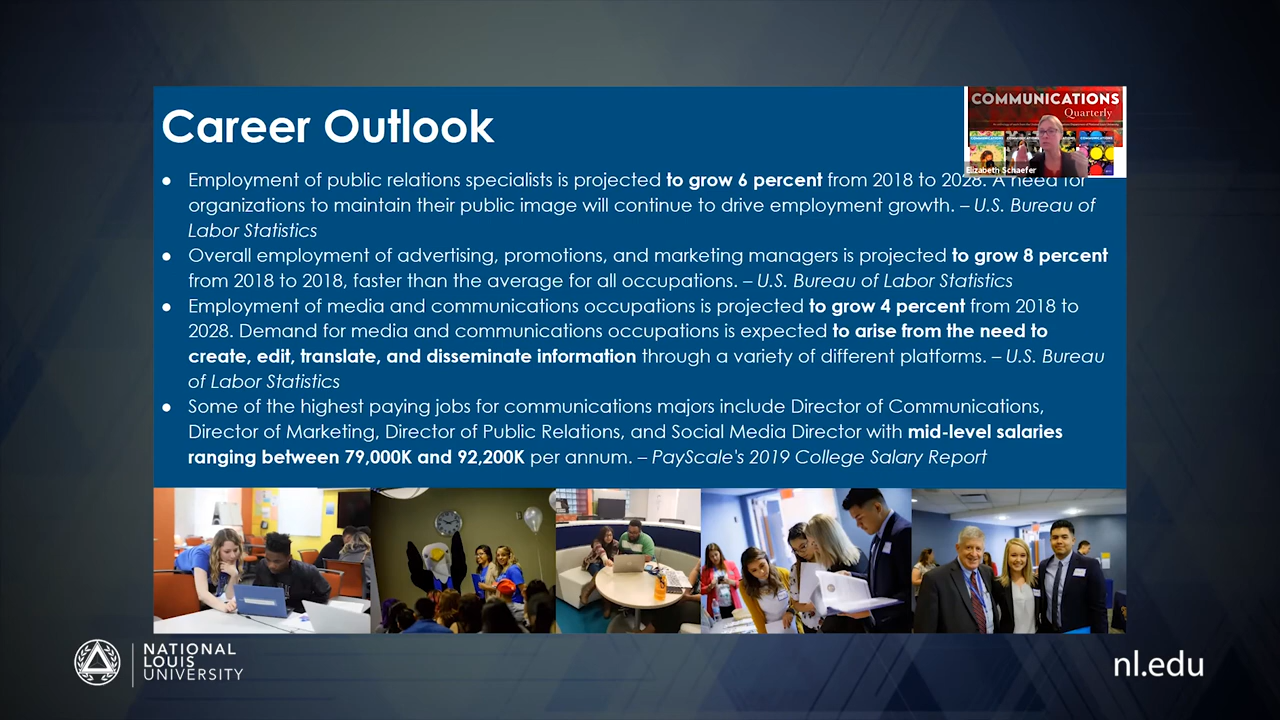 Career Outlook
COMMUNICATIONS
Quarterly
Elizabeth Schaefer
• Employment of public relations specialists is projected to grow 6 percent from 2018 to 2028. A need for
organizations to maintain their public image will continue to drive employment growth. – U.S. Bureau of
Labor Statistics
• Overall employment of advertising, promotions, and marketing managers is projected to grow 8 percent
from 2018 to 2018, faster than the average for all occupations. – U.S. Bureau of Labor Statistics
• Employment of media and communications occupations is projected to grow 4 percent from 2018 to
2028. Demand for media and communications occupations is expected to arise from the need to
create, edit, translate, and disseminate information through a variety of different platforms. – U.S. Bureau
of Labor Statistics
• Some of the highest paying jobs for communications majors include Director of Communications,
Director of Marketing, Director of Public Relations, and Social Media Director with mid-level salaries
ranging between 79,000K and 92,200K per annum. – PayScale's 2019 College Salary Report
NATIONAL
LOUIS
UNIVERSITY
nl.edu